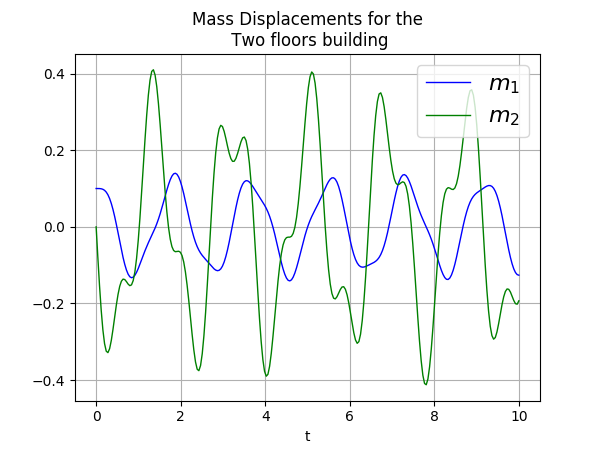 Mass Displacements for the
Two floors building
m₁
m₂
0.4
0.2
0.0
−0.2
−0.4
0 2 4 6 8 10
t